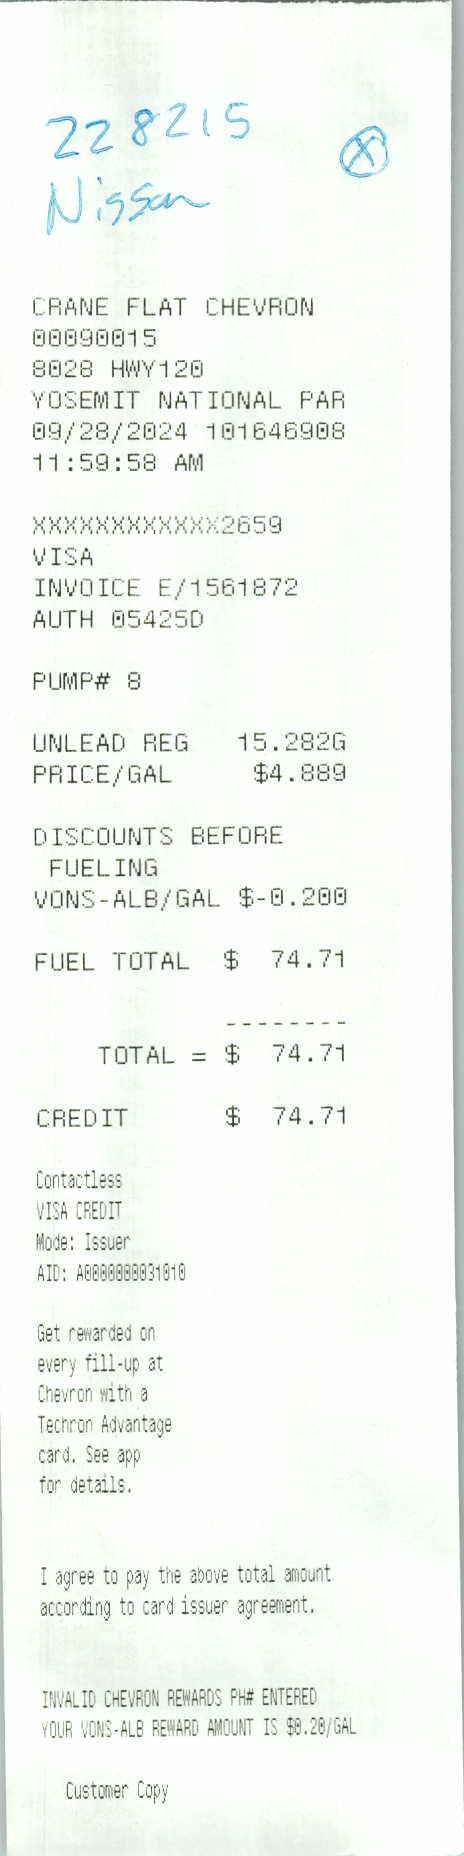 228215
Nissan
CRANE FLAT CHEVRON
00090015
8028 HWY120
YOSEMIT NATIONAL PAR
09/28/2024 101646908
11:59:58 AM
XXXXXXXXXXXX2659
VISA
INVOICE E/1561872
AUTH 05425D
PUMP# 8
UNLEAD REG 15.282G
PRICE/GAL $4.889
DISCOUNTS BEFORE
FUELING
VONS-ALB/GAL $-0.200
FUEL TOTAL $ 74.71
--------
TOTAL = $ 74.71
CREDIT $ 74.71
Contactless
VISA CREDIT
Mode: Issuer
AID: A0000000031010
Get rewarded on
every fill-up at
Chevron with a
Techron Advantage
card. See app
for details.
I agree to pay the above total amount
according to card issuer agreement.
INVALID CHEVRON REWARDS PH# ENTERED
YOUR VONS-ALB REWARD AMOUNT IS $0.20/GAL
Customer Copy